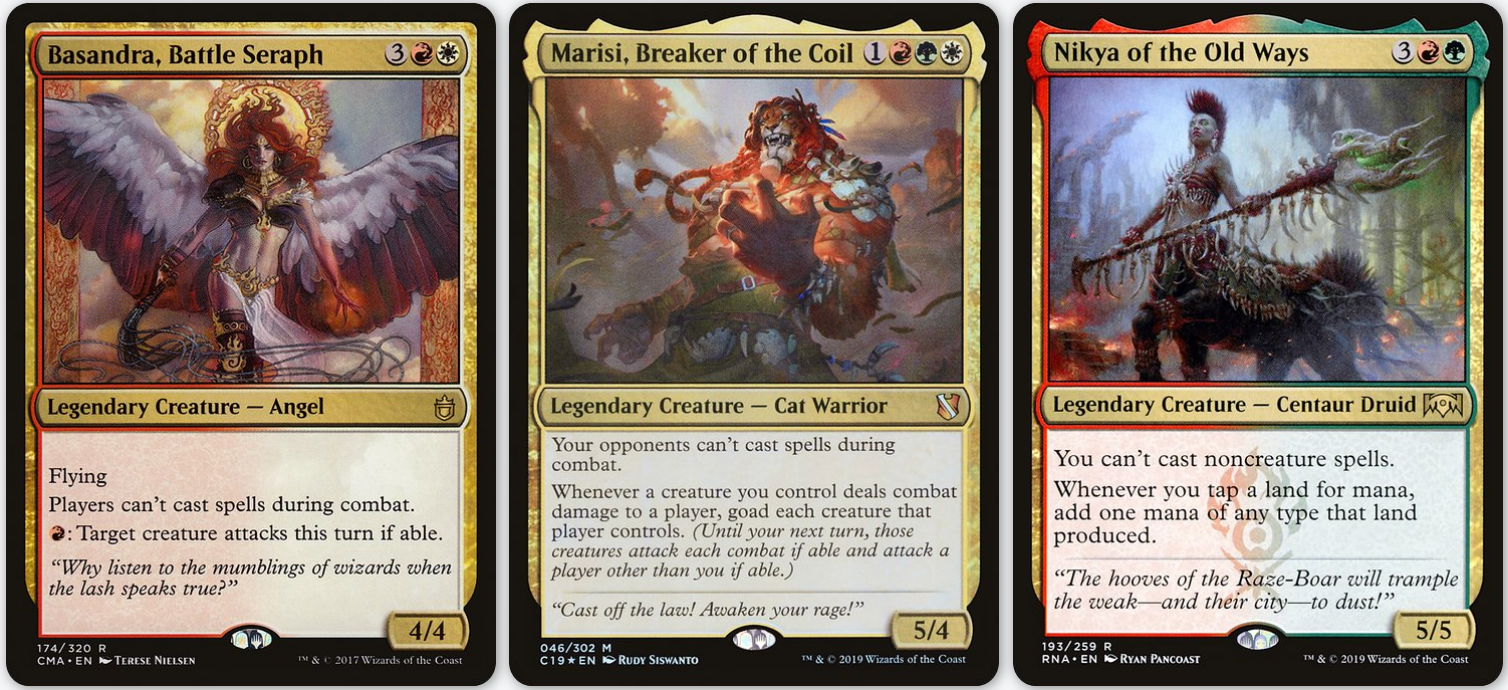 Basandra, Battle Seraph 3
Legendary Creature — Angel
Flying
Players can't cast spells during combat.
: Target creature attacks this turn if able.
"Why listen to the mumblings of wizards when
the lash speaks true?"
4/4
174/320 R
CMA • EN TERESE NIELSEN
™ & © 2017 Wizards of the Coast
Marisi, Breaker of the Coil 1
Legendary Creature — Cat Warrior
Your opponents can't cast spells during
combat.
Whenever a creature you control deals combat
damage to a player, goad each creature that
player controls. (Until your next turn, those
creatures attack each combat if able and attack a
player other than you if able.)
"Cast off the law! Awaken your rage!"
5/4
046/302 M
C19 ★ EN RUDY SISWANTO
™ & © 2019 Wizards of the Coast
Nikya of the Old Ways 3
Legendary Creature — Centaur Druid
You can't cast noncreature spells.
Whenever you tap a land for mana,
add one mana of any type that land
produced.
"The hooves of the Raze-Boar will trample
the weak—and their city—to dust!"
5/5
193/259 R
RNA • EN RYAN PANCOAST
™ & © 2019 Wizards of the Coast